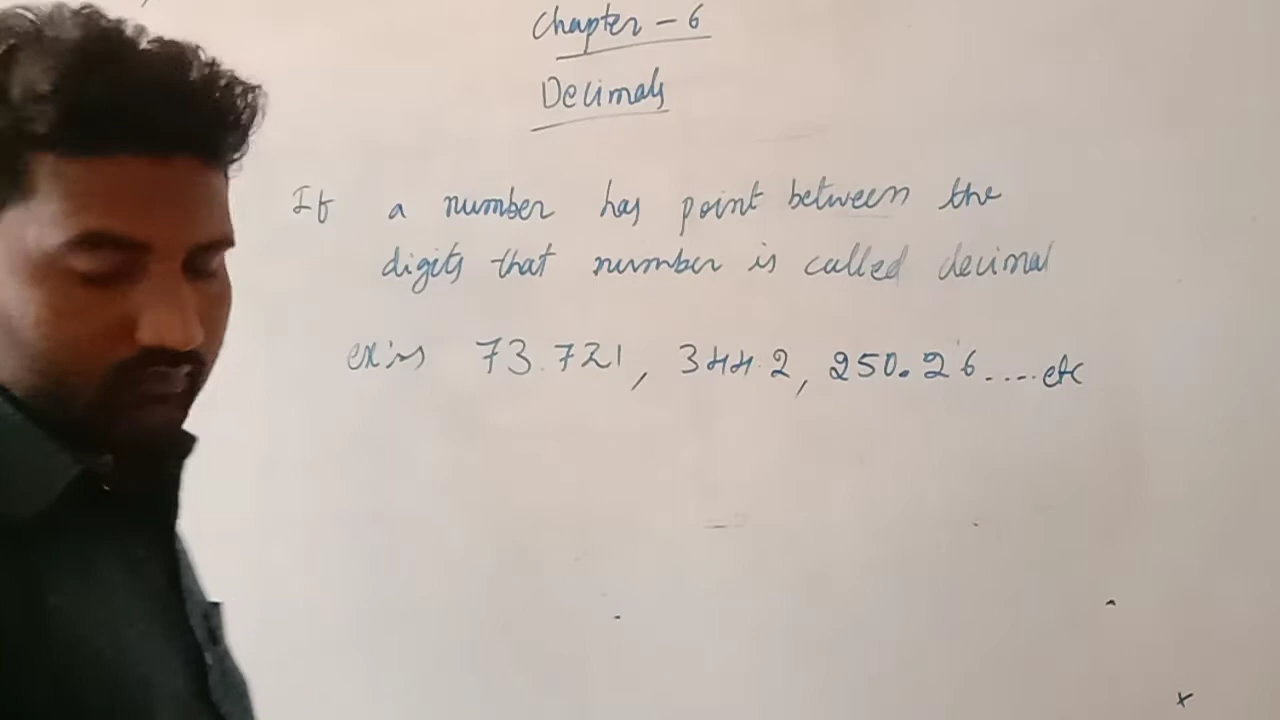 Chapter - 6
Decimals
If a number has point between the
digits that number is called decimal
73.721, 344.2, 250.26....etc